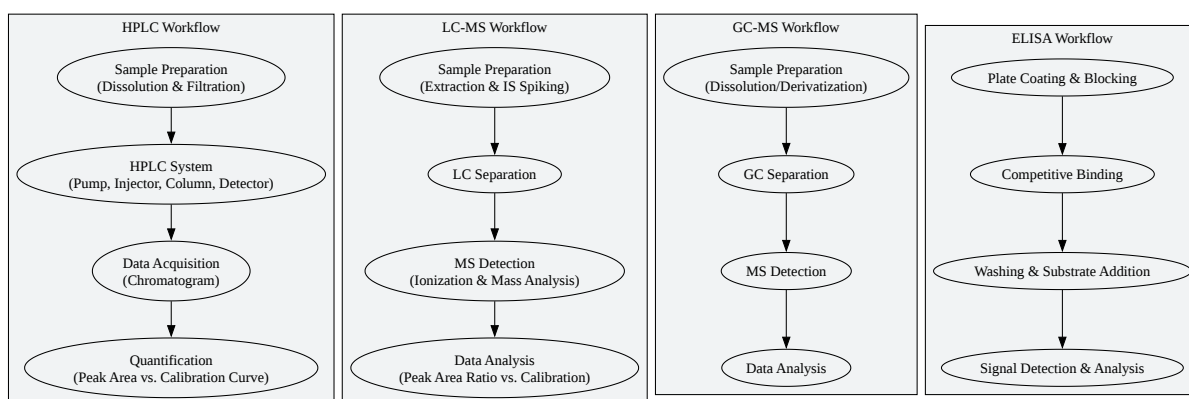 HPLC Workflow
Sample Preparation
(Dissolution & Filtration)
HPLC System
(Pump, Injector, Column, Detector)
Data Acquisition
(Chromatogram)
Quantification
(Peak Area vs. Calibration Curve)
LC-MS Workflow
Sample Preparation
(Extraction & IS Spiking)
LC Separation
MS Detection
(Ionization & Mass Analysis)
Data Analysis
(Peak Area Ratio vs. Calibration)
GC-MS Workflow
Sample Preparation
(Dissolution/Derivatization)
GC Separation
MS Detection
Data Analysis
ELISA Workflow
Plate Coating & Blocking
Competitive Binding
Washing & Substrate Addition
Signal Detection & Analysis